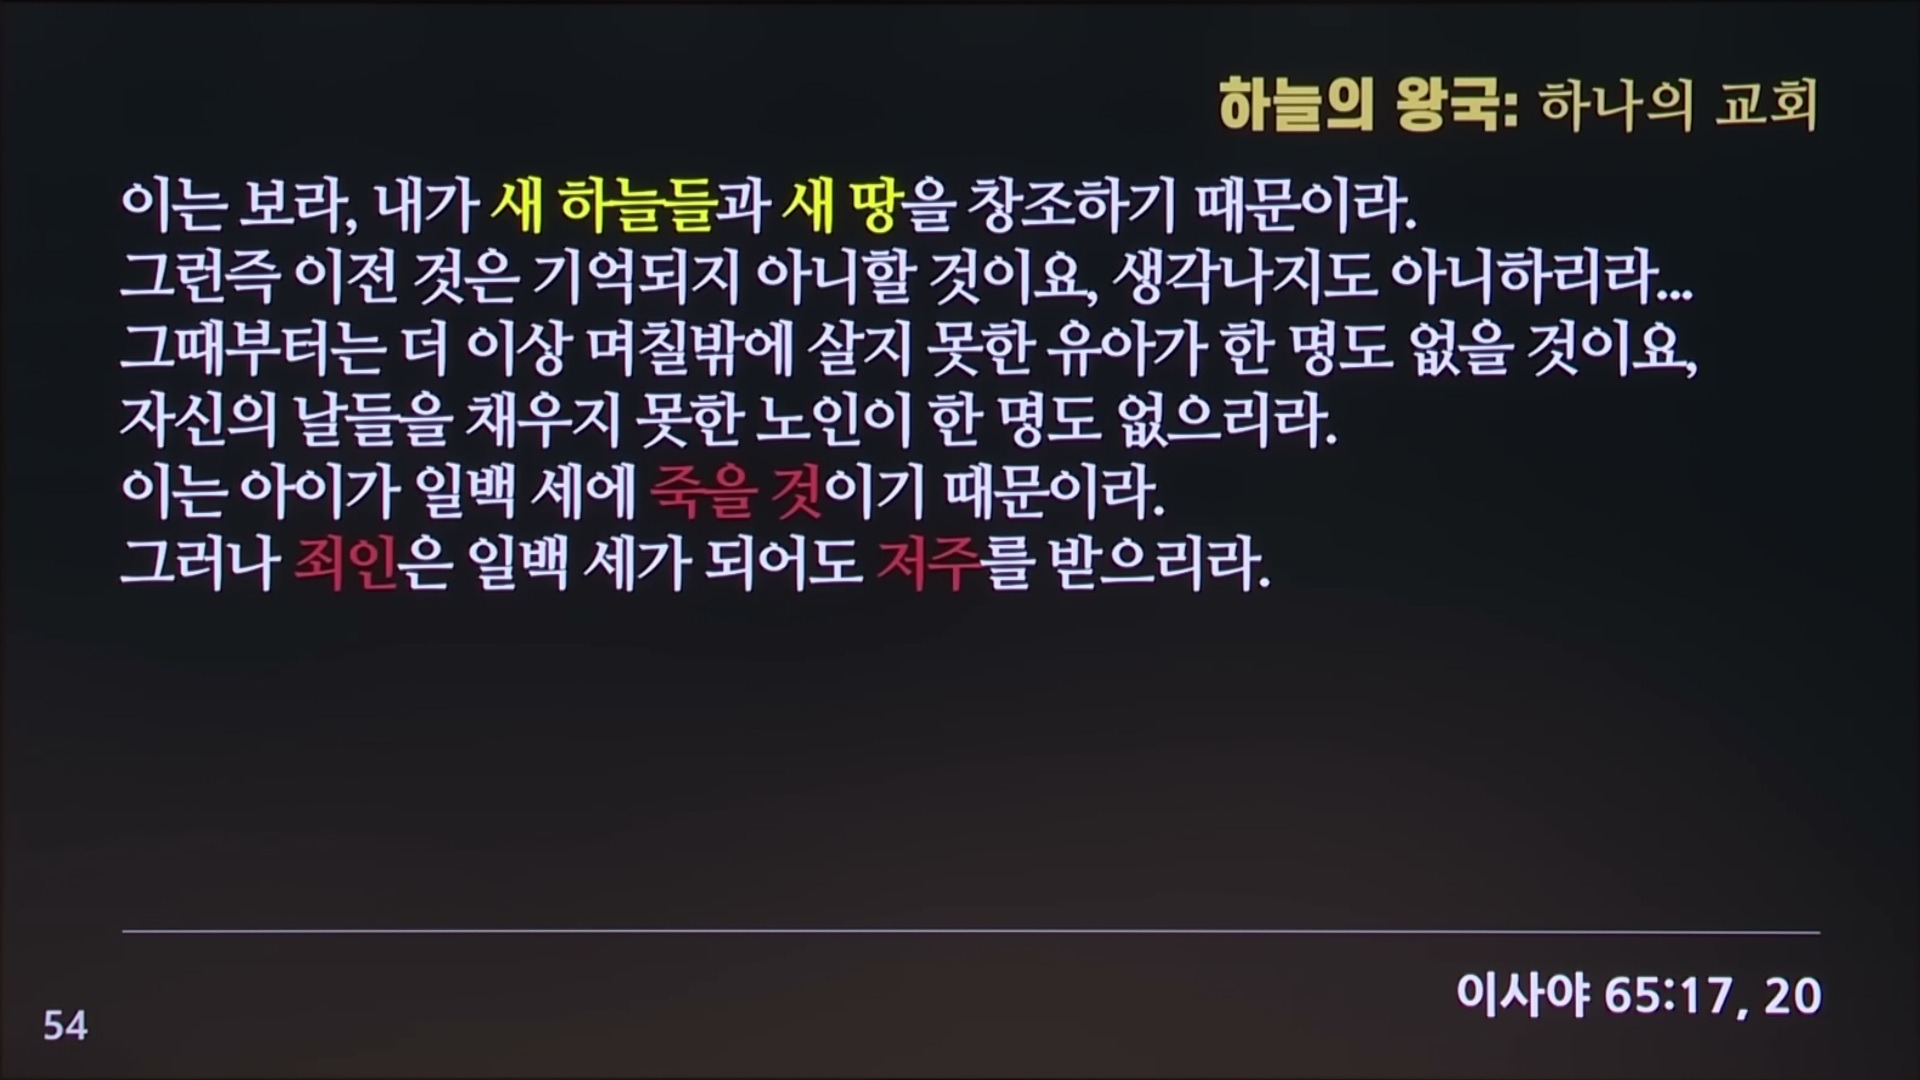 하늘의 왕국: 하나의 교회
이는 보라, 내가 새 하늘들과 새 땅을 창조하기 때문이라.
그런즉 이전 것은 기억되지 아니할 것이요, 생각나지도 아니하리라...
그때부터는 더 이상 며칠밖에 살지 못한 유아가 한 명도 없을 것이요,
자신의 날들을 채우지 못한 노인이 한 명도 없으리라.
이는 아이가 일백 세에 죽을 것이기 때문이라.
그러나 죄인은 일백 세가 되어도 저주를 받으리라.
이사야 65:17, 20
54